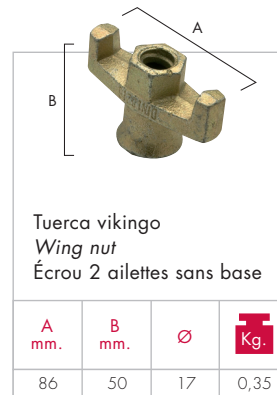 A
B
Tuerca vikingo
Wing nut
Écrou 2 ailettes sans base
A mm. B mm. Ø Kg.
86 50 17 0,35